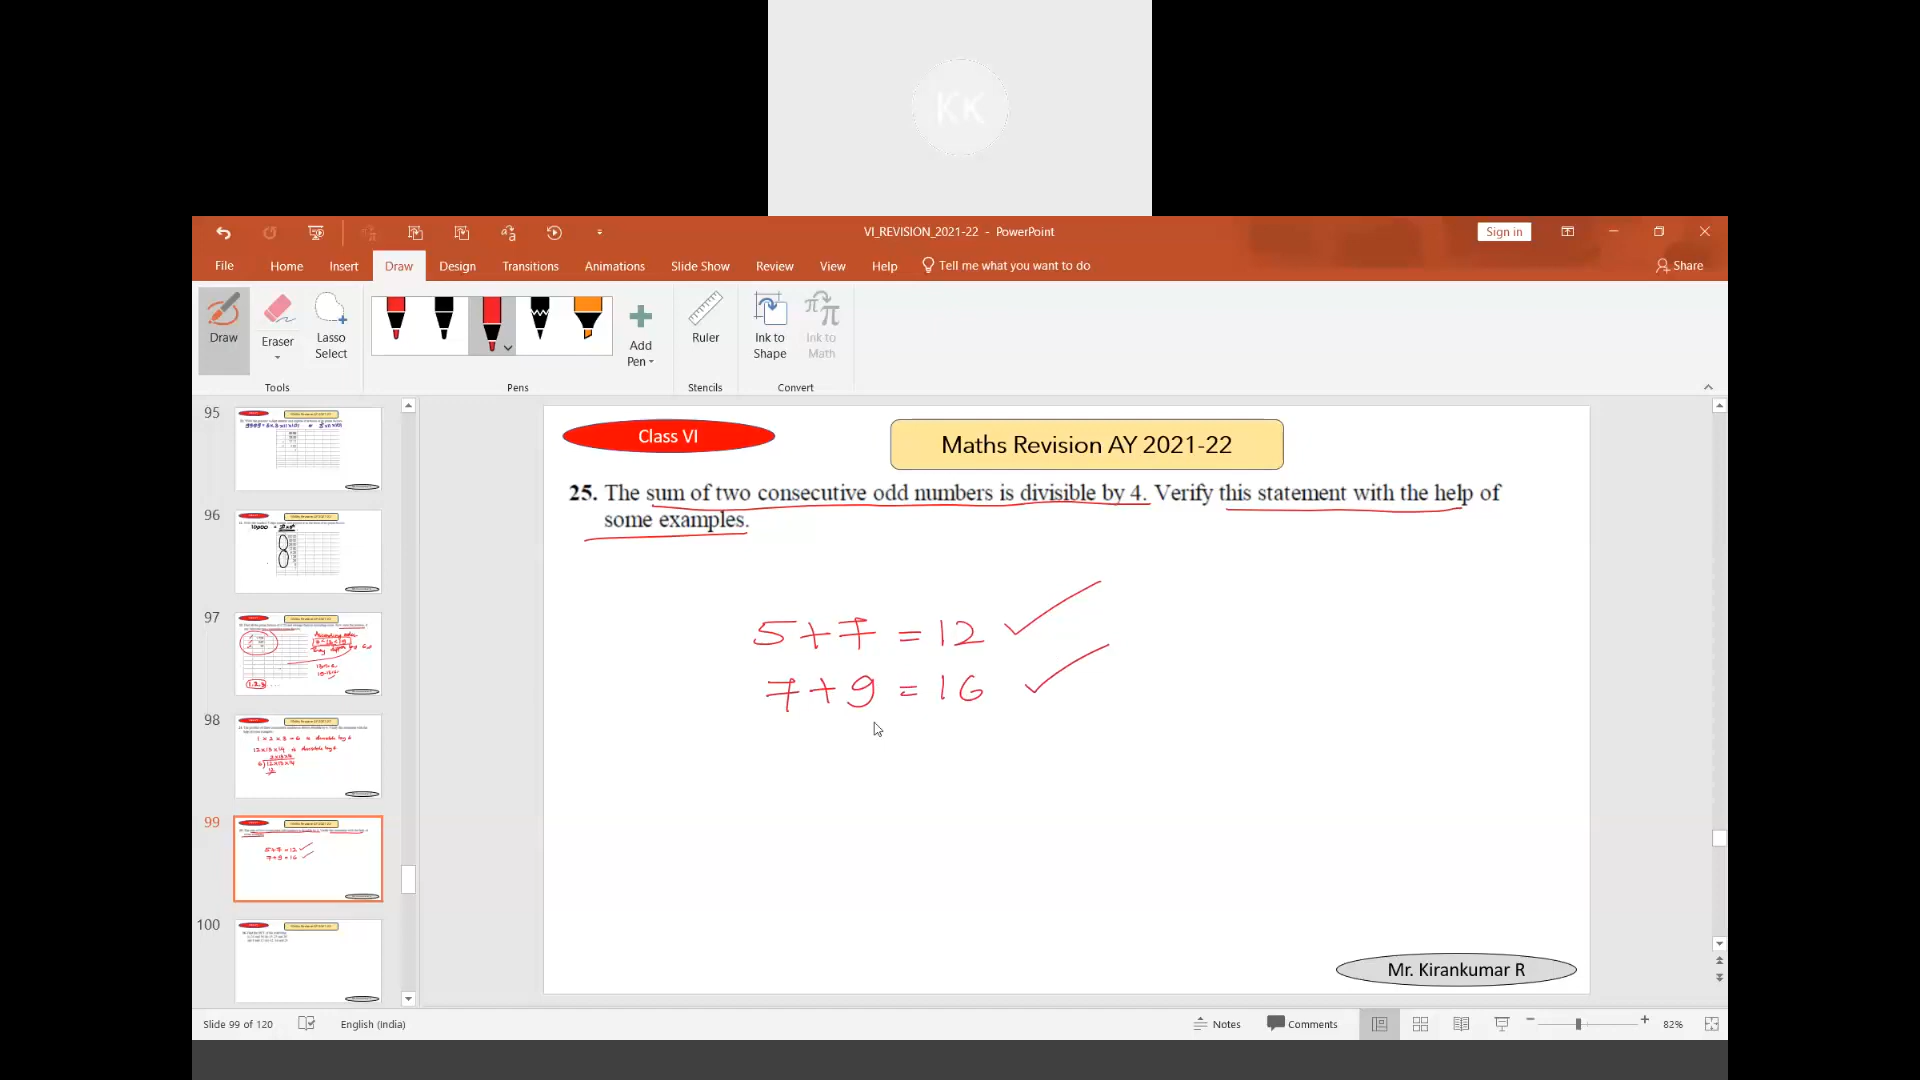 KK
VI_REVISION_2021-22 - PowerPoint
Sign in
File Home Insert Draw Design Transitions Animations Slide Show Review View Help Tell me what you want to do
Share
Draw
Eraser
Lasso
Select
Add
Pen
Ruler
Ink to
Shape
Ink to
Math
Tools
Pens
Stencils
Convert
95
96
97
98
99
100
Class VI
Maths Revision AY 2021-22
25. The sum of two consecutive odd numbers is divisible by 4. Verify this statement with the help of
some examples.
5+7 = 12 ✓
7+9 = 16 ✓
Mr. Kirankumar R
Slide 99 of 120
English (India)
Notes
Comments
82%